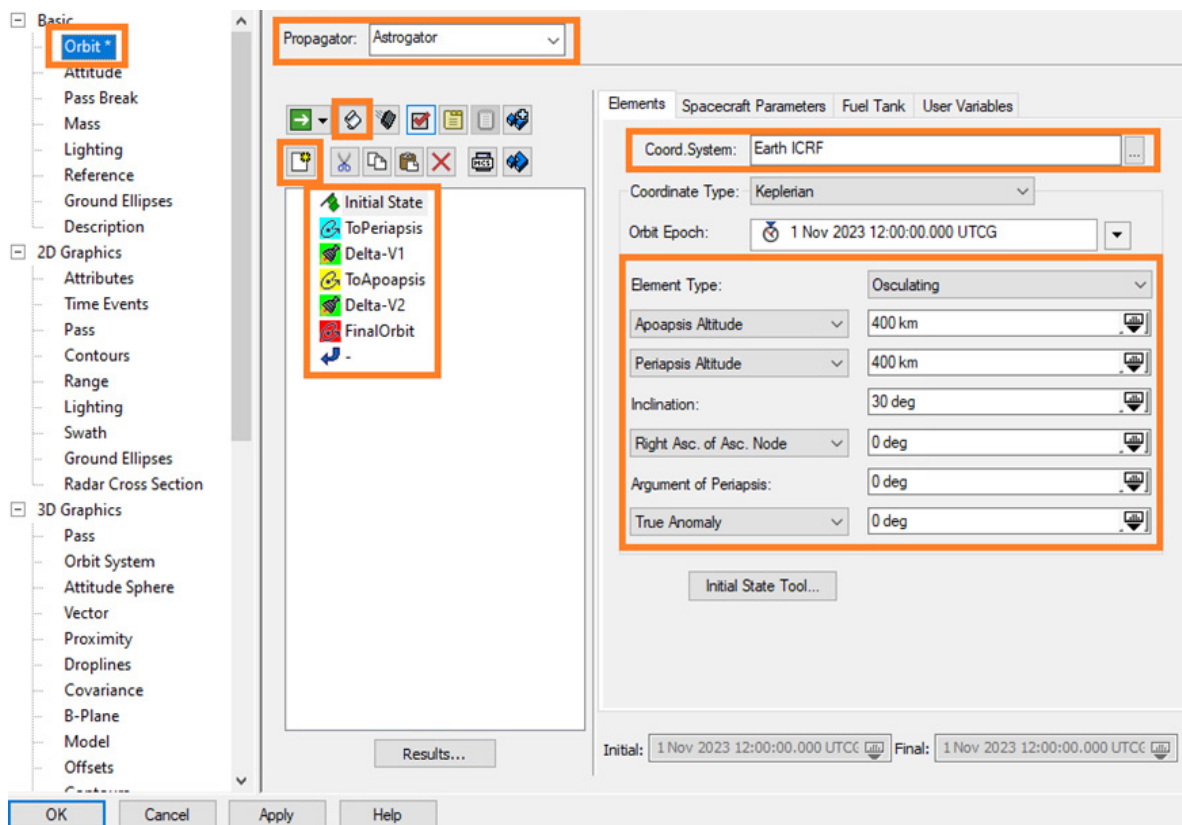 Basic
Orbit *
Attitude
Pass Break
Mass
Lighting
Reference
Ground Ellipses
Description
2D Graphics
Attributes
Time Events
Pass
Contours
Range
Lighting
Swath
Ground Ellipses
Radar Cross Section
3D Graphics
Pass
Orbit System
Attitude Sphere
Vector
Proximity
Droplines
Covariance
B-Plane
Model
Offsets
Contours
Propagator: Astrogator
MCS
Initial State
ToPeriapsis
Delta-V1
ToApoapsis
Delta-V2
FinalOrbit
-
Results...
Elements Spacecraft Parameters Fuel Tank User Variables
Coord.System: Earth ICRF ...
Coordinate Type: Keplerian
Orbit Epoch: 1 Nov 2023 12:00:00.000 UTCG
Element Type: Osculating
Apoapsis Altitude 400 km
Periapsis Altitude 400 km
Inclination: 30 deg
Right Asc. of Asc. Node 0 deg
Argument of Periapsis: 0 deg
True Anomaly 0 deg
Initial State Tool...
Initial: 1 Nov 2023 12:00:00.000 UTCG Final: 1 Nov 2023 12:00:00.000 UTCG
OK Cancel Apply Help